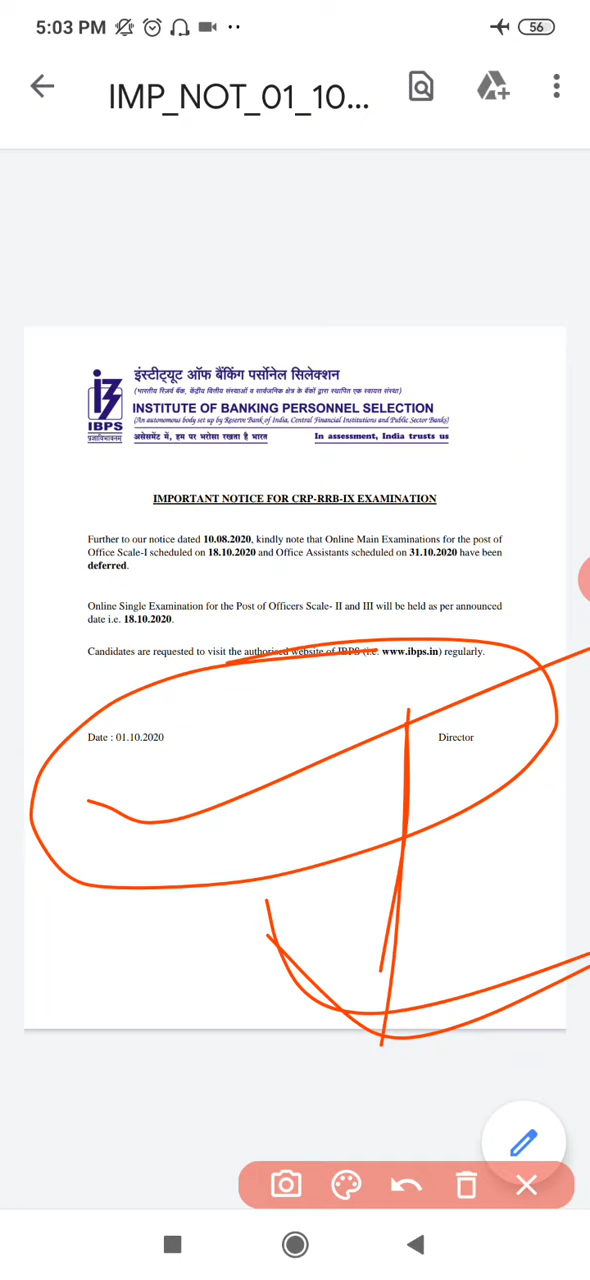 5:03 PM
56
IMP_NOT_01_10...
इंस्टीट्यूट ऑफ बैंकिंग पर्सोनेल सिलेक्शन
(भारतीय रिज़र्व बैंक, केंद्रीय वित्तीय संस्थाओं व सार्वजनिक क्षेत्र के बैंकों द्वारा स्थापित एक स्वायत्त संस्था)
INSTITUTE OF BANKING PERSONNEL SELECTION
(An autonomous body set up by Reserve Bank of India, Central Financial Institutions and Public Sector Banks)
IBPS
असेसमेंट में, हम पर भरोसा रखता है भारत In assessment, India trusts us
IMPORTANT NOTICE FOR CRP-RRB-IX EXAMINATION
Further to our notice dated 10.08.2020, kindly note that Online Main Examinations for the post of
Office Scale-I scheduled on 18.10.2020 and Office Assistants scheduled on 31.10.2020 have been
deferred.
Online Single Examination for the Post of Officers Scale- II and III will be held as per announced
date i.e. 18.10.2020.
Candidates are requested to visit the authorised website of IBPS (i.e. www.ibps.in) regularly.
Date : 01.10.2020 Director